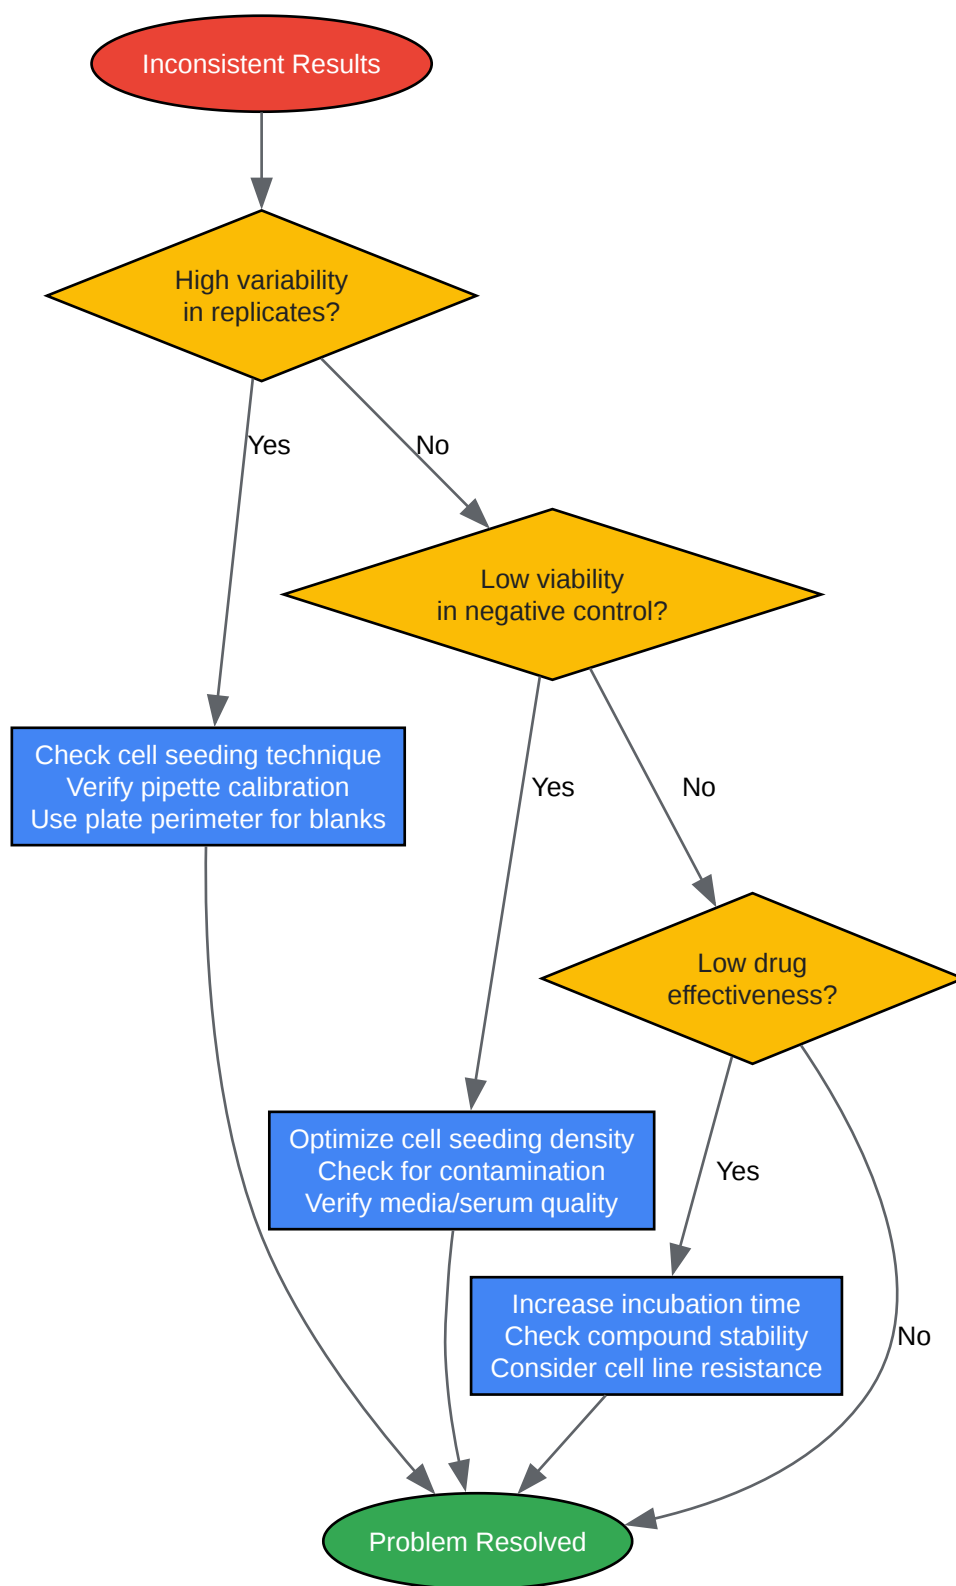 Inconsistent Results
High variability
in replicates?
Yes
No
Low viability
in negative control?
Check cell seeding technique
Verify pipette calibration
Use plate perimeter for blanks
Yes
No
Low drug
effectiveness?
Optimize cell seeding density
Check for contamination
Verify media/serum quality
Yes
Increase incubation time
Check compound stability
Consider cell line resistance
No
Problem Resolved